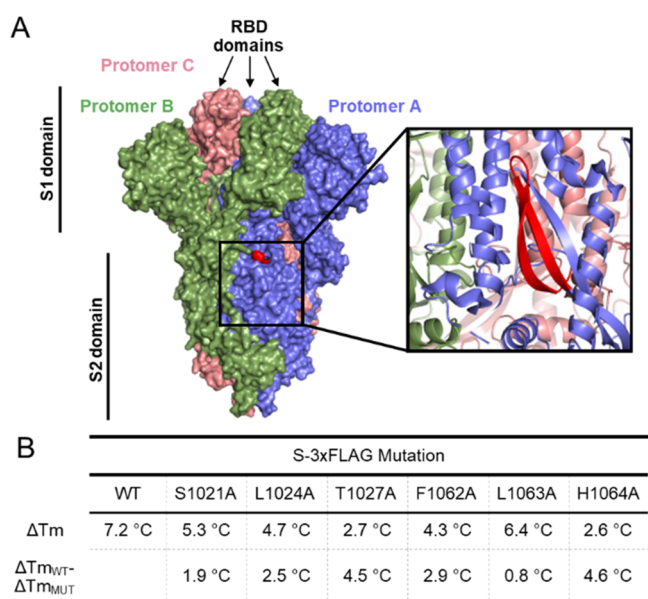 A
RBD
domains
Protomer C
Protomer B
Protomer A
S1 domain
S2 domain
B
S-3xFLAG Mutation
WT S1021A L1024A T1027A F1062A L1063A H1064A
ΔTm 7.2 °C 5.3 °C 4.7 °C 2.7 °C 4.3 °C 6.4 °C 2.6 °C
ΔTmWT-
ΔTmMUT 1.9 °C 2.5 °C 4.5 °C 2.9 °C 0.8 °C 4.6 °C